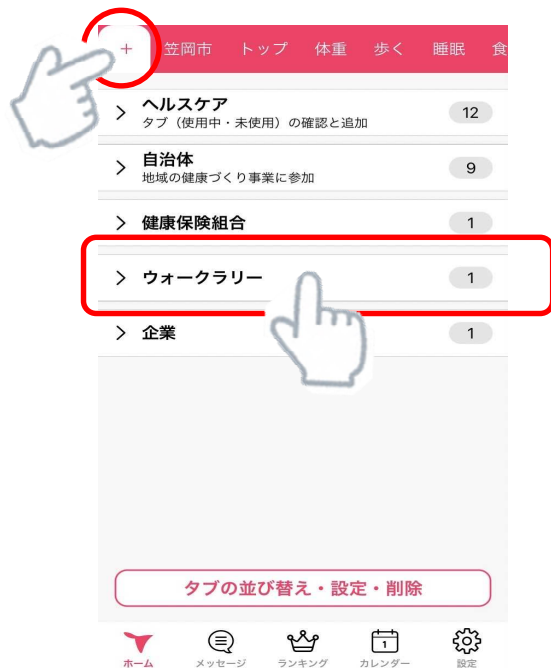 + 笠岡市 トップ 体重 歩く 睡眠 食
ヘルスケア
タブ（使用中・未使用）の確認と追加
12
自治体
地域の健康づくり事業に参加
9
健康保険組合
1
ウォークラリー
1
企業
1
タブの並び替え・設定・削除
1
ホーム メッセージ ランキング カレンダー 設定